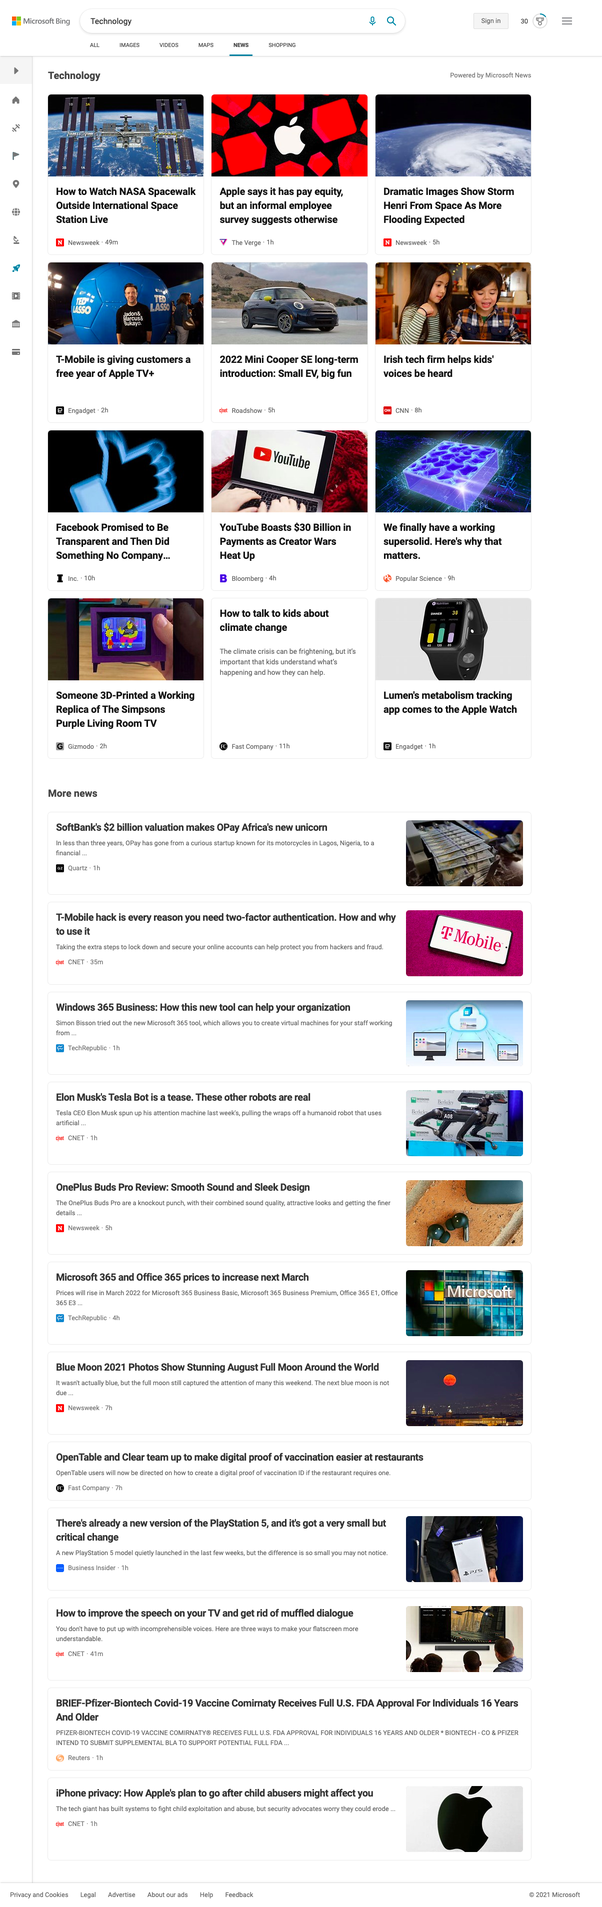 Microsoft Bing
Technology
Sign in
30
ALL
IMAGES
VIDEOS
MAPS
NEWS
SHOPPING
Technology
Powered by Microsoft News
How to Watch NASA Spacewalk
Outside International Space
Station Live
Newsweek · 49m
Apple says it has pay equity,
but an informal employee
survey suggests otherwise
The Verge · 1h
Dramatic Images Show Storm
Henri From Space As More
Flooding Expected
Newsweek · 5h
TED
LASSO
TED
LASSO
T-Mobile is giving customers a
free year of Apple TV+
Engadget · 2h
2022 Mini Cooper SE long-term
introduction: Small EV, big fun
Roadshow · 5h
Irish tech firm helps kids'
voices be heard
CNN · 8h
Facebook Promised to Be
Transparent and Then Did
Something No Company...
Inc. · 10h
YouTube
YouTube Boasts $30 Billion in
Payments as Creator Wars
Heat Up
Bloomberg · 4h
We finally have a working
supersolid. Here's why that
matters.
Popular Science · 9h
Someone 3D-Printed a Working
Replica of The Simpsons
Purple Living Room TV
Gizmodo · 2h
How to talk to kids about
climate change
The climate crisis can be frightening, but it's
important that kids understand what's
happening and how they can help.
Fast Company · 11h
Lumen's metabolism tracking
app comes to the Apple Watch
Engadget · 1h
More news
SoftBank's $2 billion valuation makes OPay Africa's new unicorn
In less than three years, OPay has gone from a curious startup known for its motorcycles in Lagos, Nigeria, to a
financial ...
Quartz · 1h
T-Mobile hack is every reason you need two-factor authentication. How and why
to use it
Taking the extra steps to lock down and secure your online accounts can help protect you from hackers and fraud.
CNET · 35m
T Mobile
Windows 365 Business: How this new tool can help your organization
Simon Bisson tried out the new Microsoft 365 tool, which allows you to create virtual machines for your staff working
from ...
TechRepublic · 1h
Elon Musk's Tesla Bot is a tease. These other robots are real
Tesla CEO Elon Musk spun up his attention machine last week's, pulling the wraps off a humanoid robot that uses
artificial ...
CNET · 1h
OnePlus Buds Pro Review: Smooth Sound and Sleek Design
The OnePlus Buds Pro are a knockout punch, with their combined sound quality, attractive looks and getting the finer
details ...
Newsweek · 5h
Microsoft 365 and Office 365 prices to increase next March
Prices will rise in March 2022 for Microsoft 365 Business Basic, Microsoft 365 Business Premium, Office 365 E1, Office
365 E3 ...
TechRepublic · 4h
Microsoft
Blue Moon 2021 Photos Show Stunning August Full Moon Around the World
It wasn't actually blue, but the full moon still captured the attention of many this weekend. The next blue moon is not
due ...
Newsweek · 7h
OpenTable and Clear team up to make digital proof of vaccination easier at restaurants
OpenTable users will now be directed on how to create a digital proof of vaccination ID if the restaurant requires one.
Fast Company · 7h
There's already a new version of the PlayStation 5, and it's got a very small but
critical change
A new PlayStation 5 model quietly launched in the last few weeks, but the difference is so small you may not notice.
Business Insider · 1h
PS5
How to improve the speech on your TV and get rid of muffled dialogue
You don't have to put up with incomprehensible voices. Here are three ways to make your flatscreen more
understandable.
CNET · 41m
BRIEF-Pfizer-Biontech Covid-19 Vaccine Comirnaty Receives Full U.S. FDA Approval For Individuals 16 Years
And Older
PFIZER-BIONTECH COVID-19 VACCINE COMIRNATY® RECEIVES FULL U.S. FDA APPROVAL FOR INDIVIDUALS 16 YEARS AND OLDER * BIONTECH - CO & PFIZER
INTEND TO SUBMIT SUPPLEMENTAL BLA TO SUPPORT POTENTIAL FULL FDA ...
Reuters · 1h
iPhone privacy: How Apple's plan to go after child abusers might affect you
The tech giant has built systems to fight child exploitation and abuse, but security advocates worry they could erode ...
CNET · 1h
Privacy and Cookies
Legal
Advertise
About our ads
Help
Feedback
© 2021 Microsoft